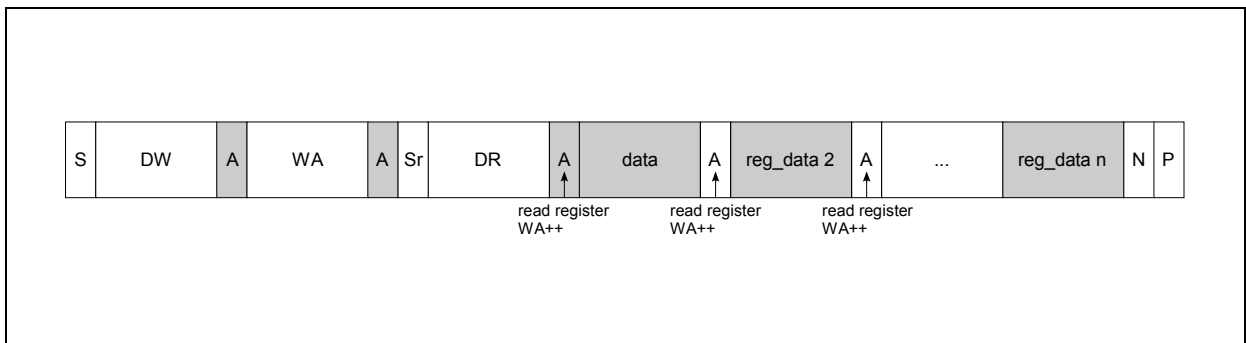 S DW A WA A Sr DR A data A reg_data 2 A ... reg_data n N P
read register read register read register
WA++ WA++ WA++